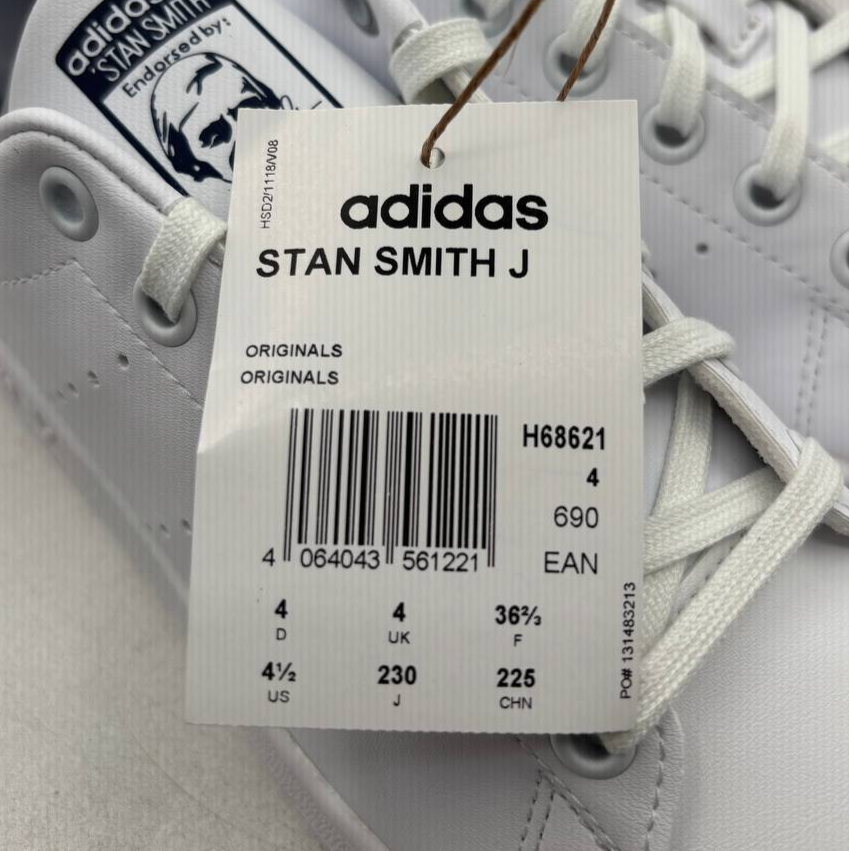 adidas
STAN SMITH
Endorsed by:
HSD2/1118/V08
adidas
STAN SMITH J
ORIGINALS
ORIGINALS
H68621
4
690
EAN
4 064043 561221
4 4 36⅔
D UK F
4½ 230 225
US J CHN
PO# 131483213